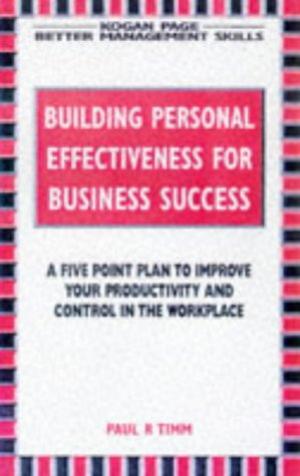 KOGAN PAGE
BETTER MANAGEMENT SKILLS
BUILDING PERSONAL
EFFECTIVENESS FOR
BUSINESS SUCCESS
A FIVE POINT PLAN TO IMPROVE
YOUR PRODUCTIVITY AND
CONTROL IN THE WORKPLACE
PAUL R TIMM